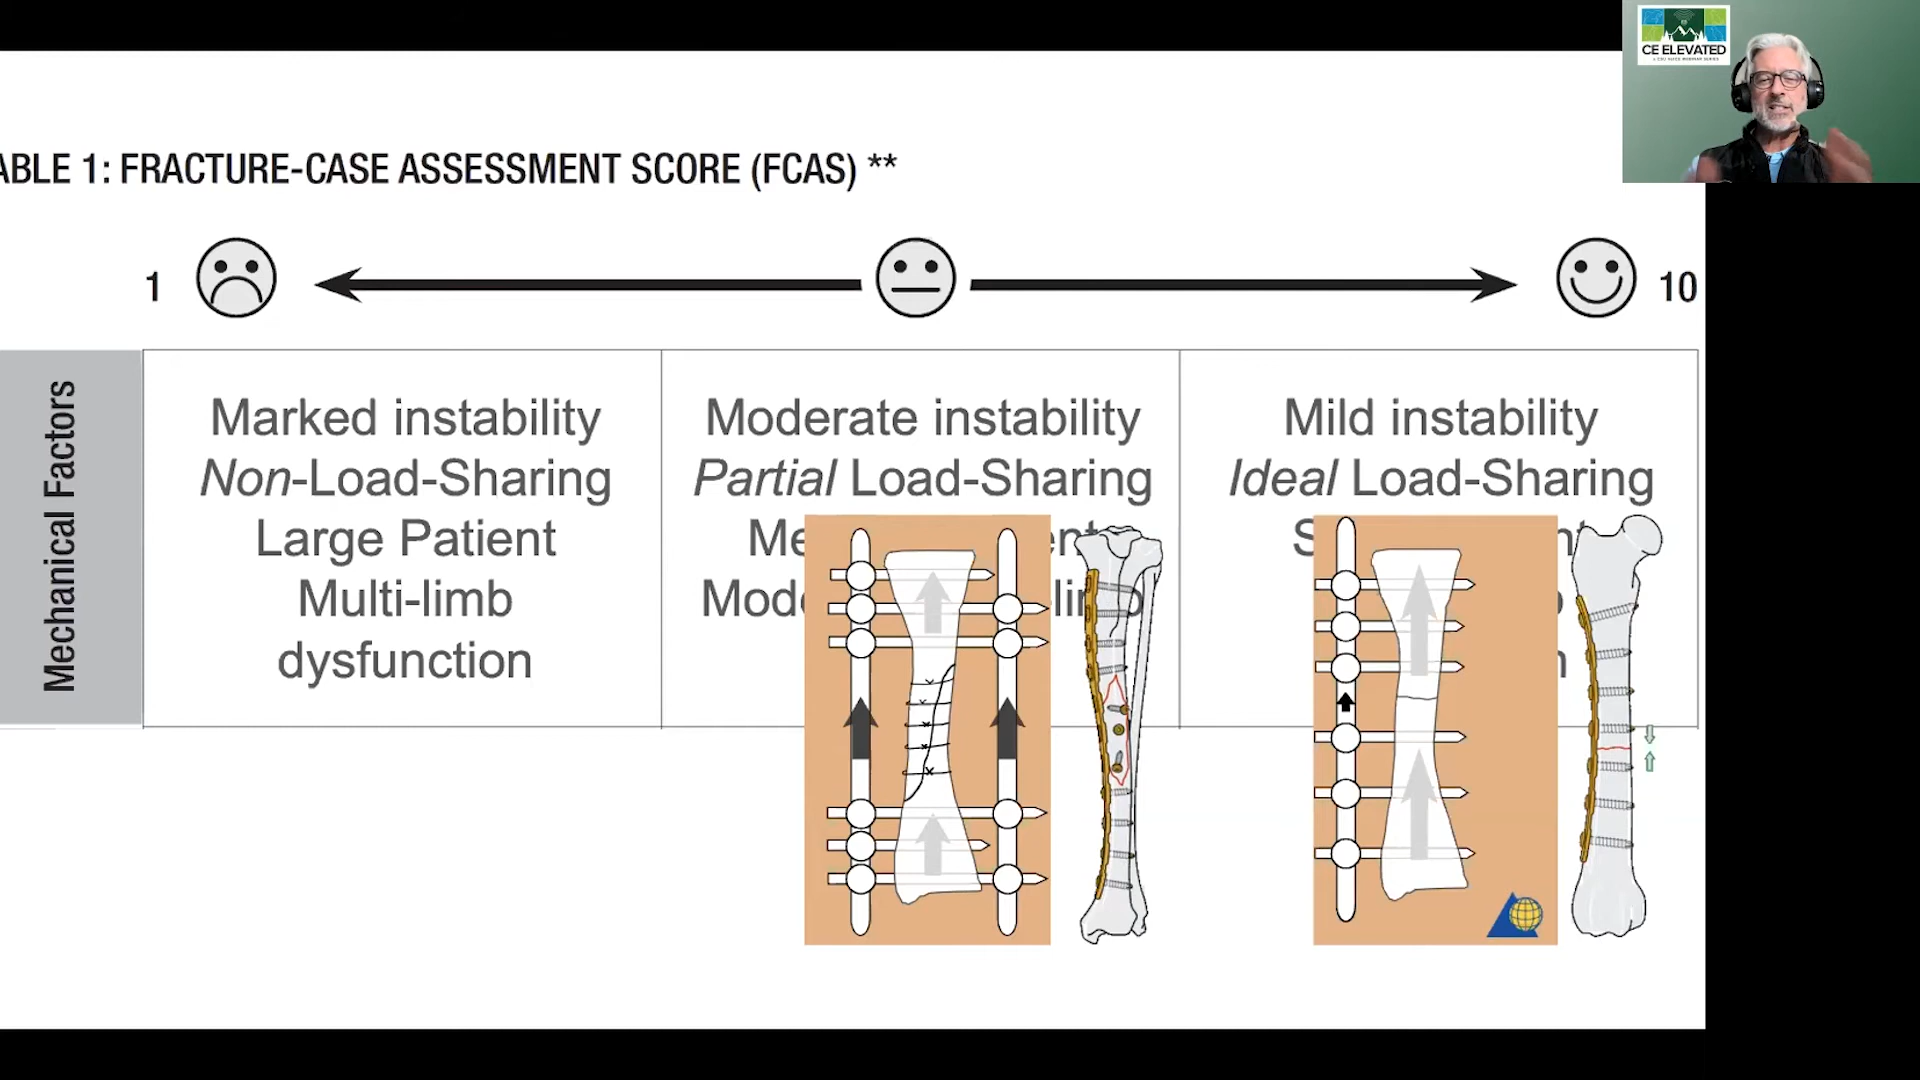 CE ELEVATED
ABLE 1: FRACTURE-CASE ASSESSMENT SCORE (FCAS) **
1
10
Mechanical Factors
Marked instability
Non-Load-Sharing
Large Patient
Multi-limb
dysfunction
Moderate instability
Partial Load-Sharing
Mild instability
Ideal Load-Sharing